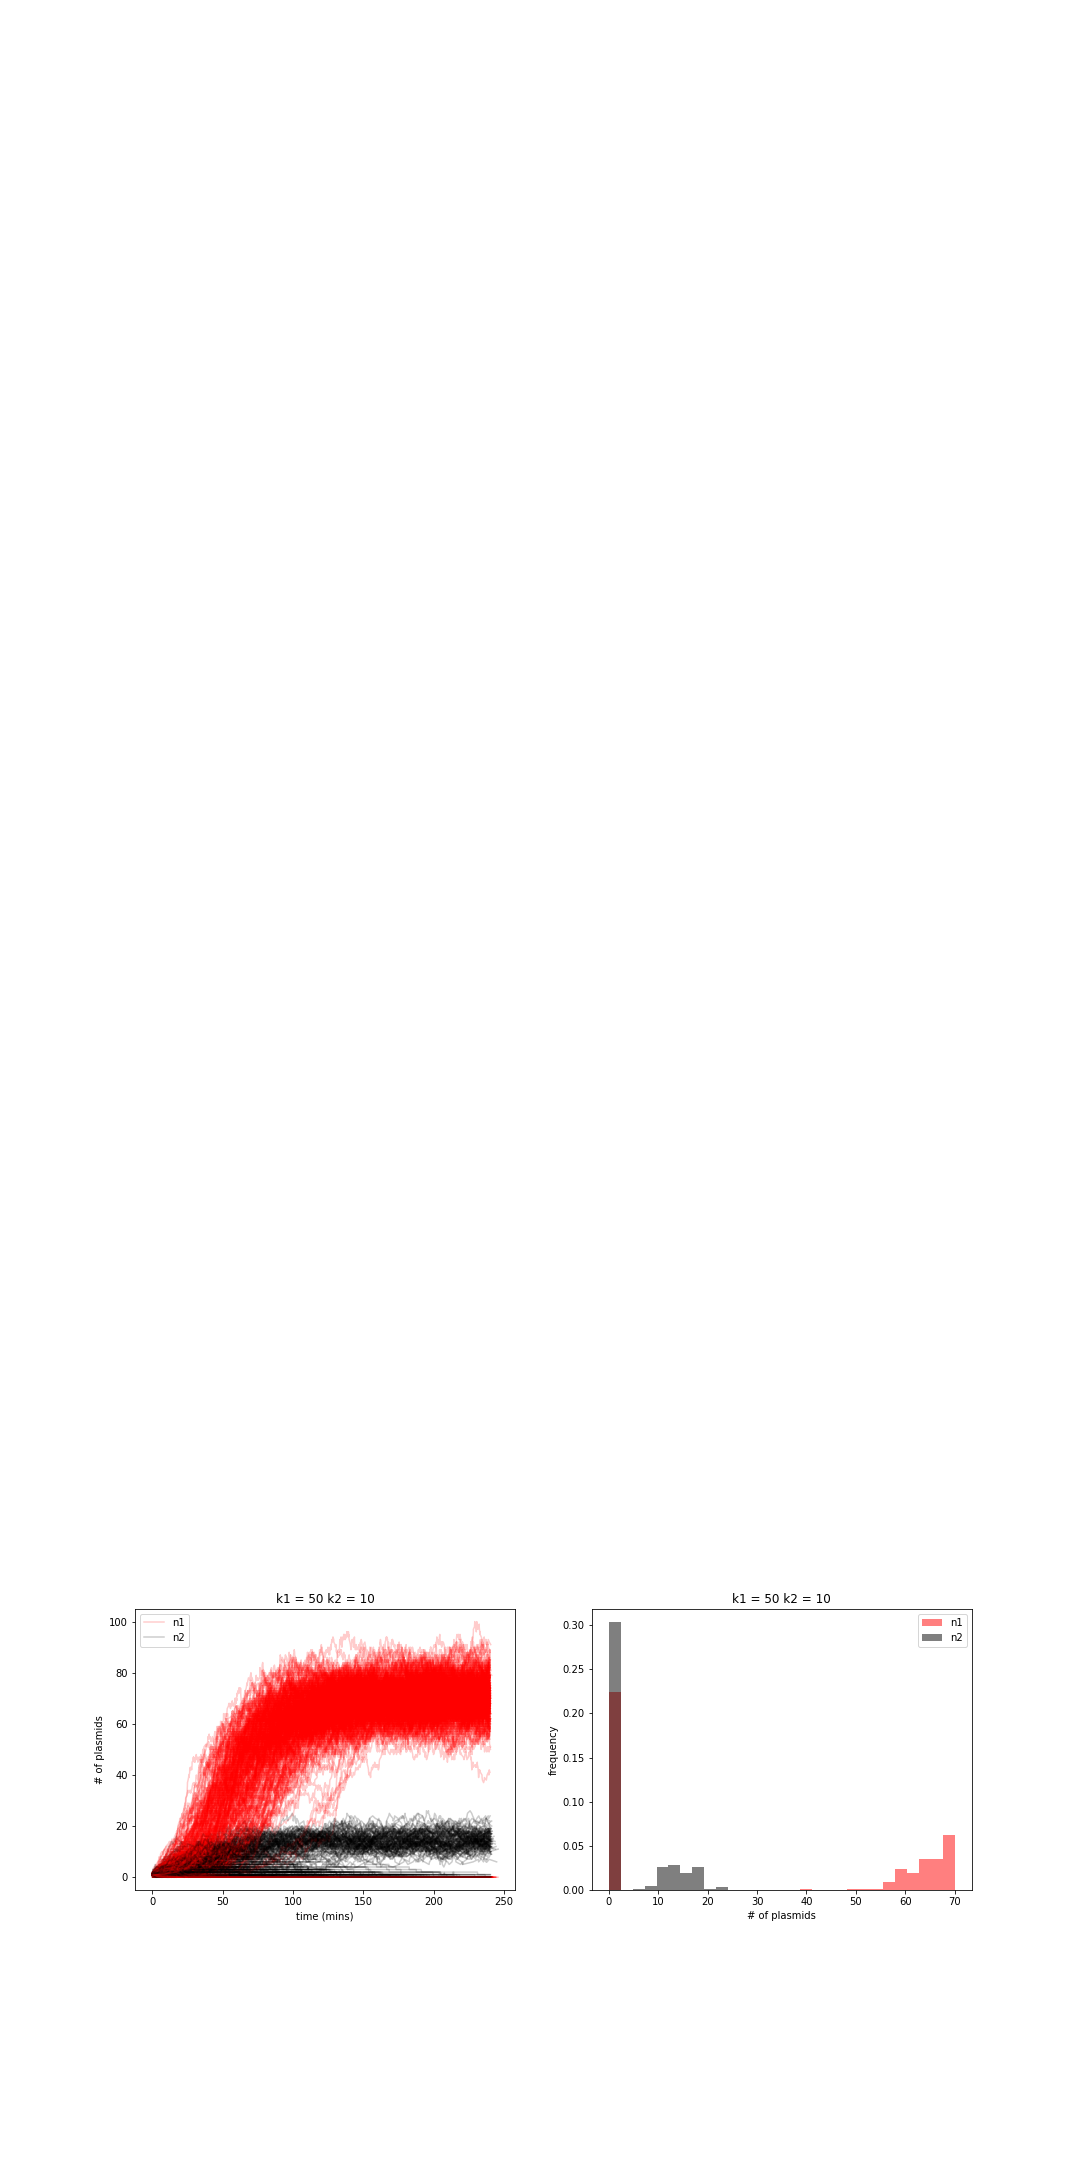 k1 = 50 k2 = 10
n1
n2
100
80
60
40
20
0
# of plasmids
0 50 100 150 200 250
time (mins)
k1 = 50 k2 = 10
n1
n2
0.30
0.25
0.20
0.15
0.10
0.05
0.00
frequency
0 10 20 30 40 50 60 70
# of plasmids